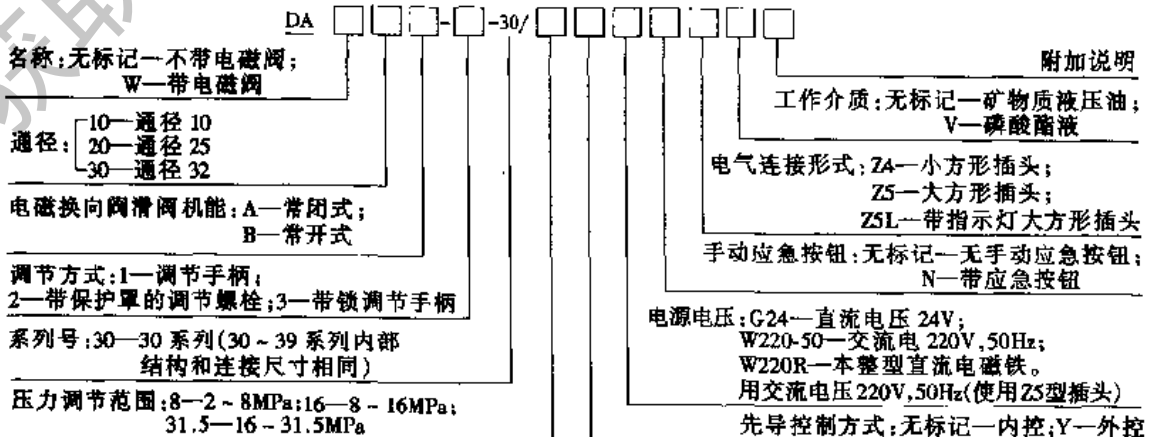 DA □□□-□-30/□□□□□□□
名称:无标记—不带电磁阀;
W—带电磁阀
通径:
10—通径 10
20—通径 25
30—通径 32
电磁换向阀滑阀机能:A—常闭式;
B—常开式
调节方式:1—调节手柄;
2—带保护罩的调节螺栓;3—带锁调节手柄
系列号:30—30 系列(30~39 系列内部
结构和连接尺寸相同)
压力调节范围:8—2~8MPa;16—8~16MPa;
31.5—16~31.5MPa
附加说明
工作介质:无标记—矿物质液压油;
V—磷酸酯液
电气连接形式:Z4—小方形插头;
Z5—大方形插头;
Z5L—带指示灯大方形插头
手动应急按钮:无标记—无手动应急按钮;
N—带应急按钮
电源电压:G24—直流电压 24V;
W220-50—交流电 220V,50Hz;
W220R—本整型直流电磁铁。
用交流电压220V,50Hz(使用Z5型插头)
先导控制方式:无标记—内控;Y—外控